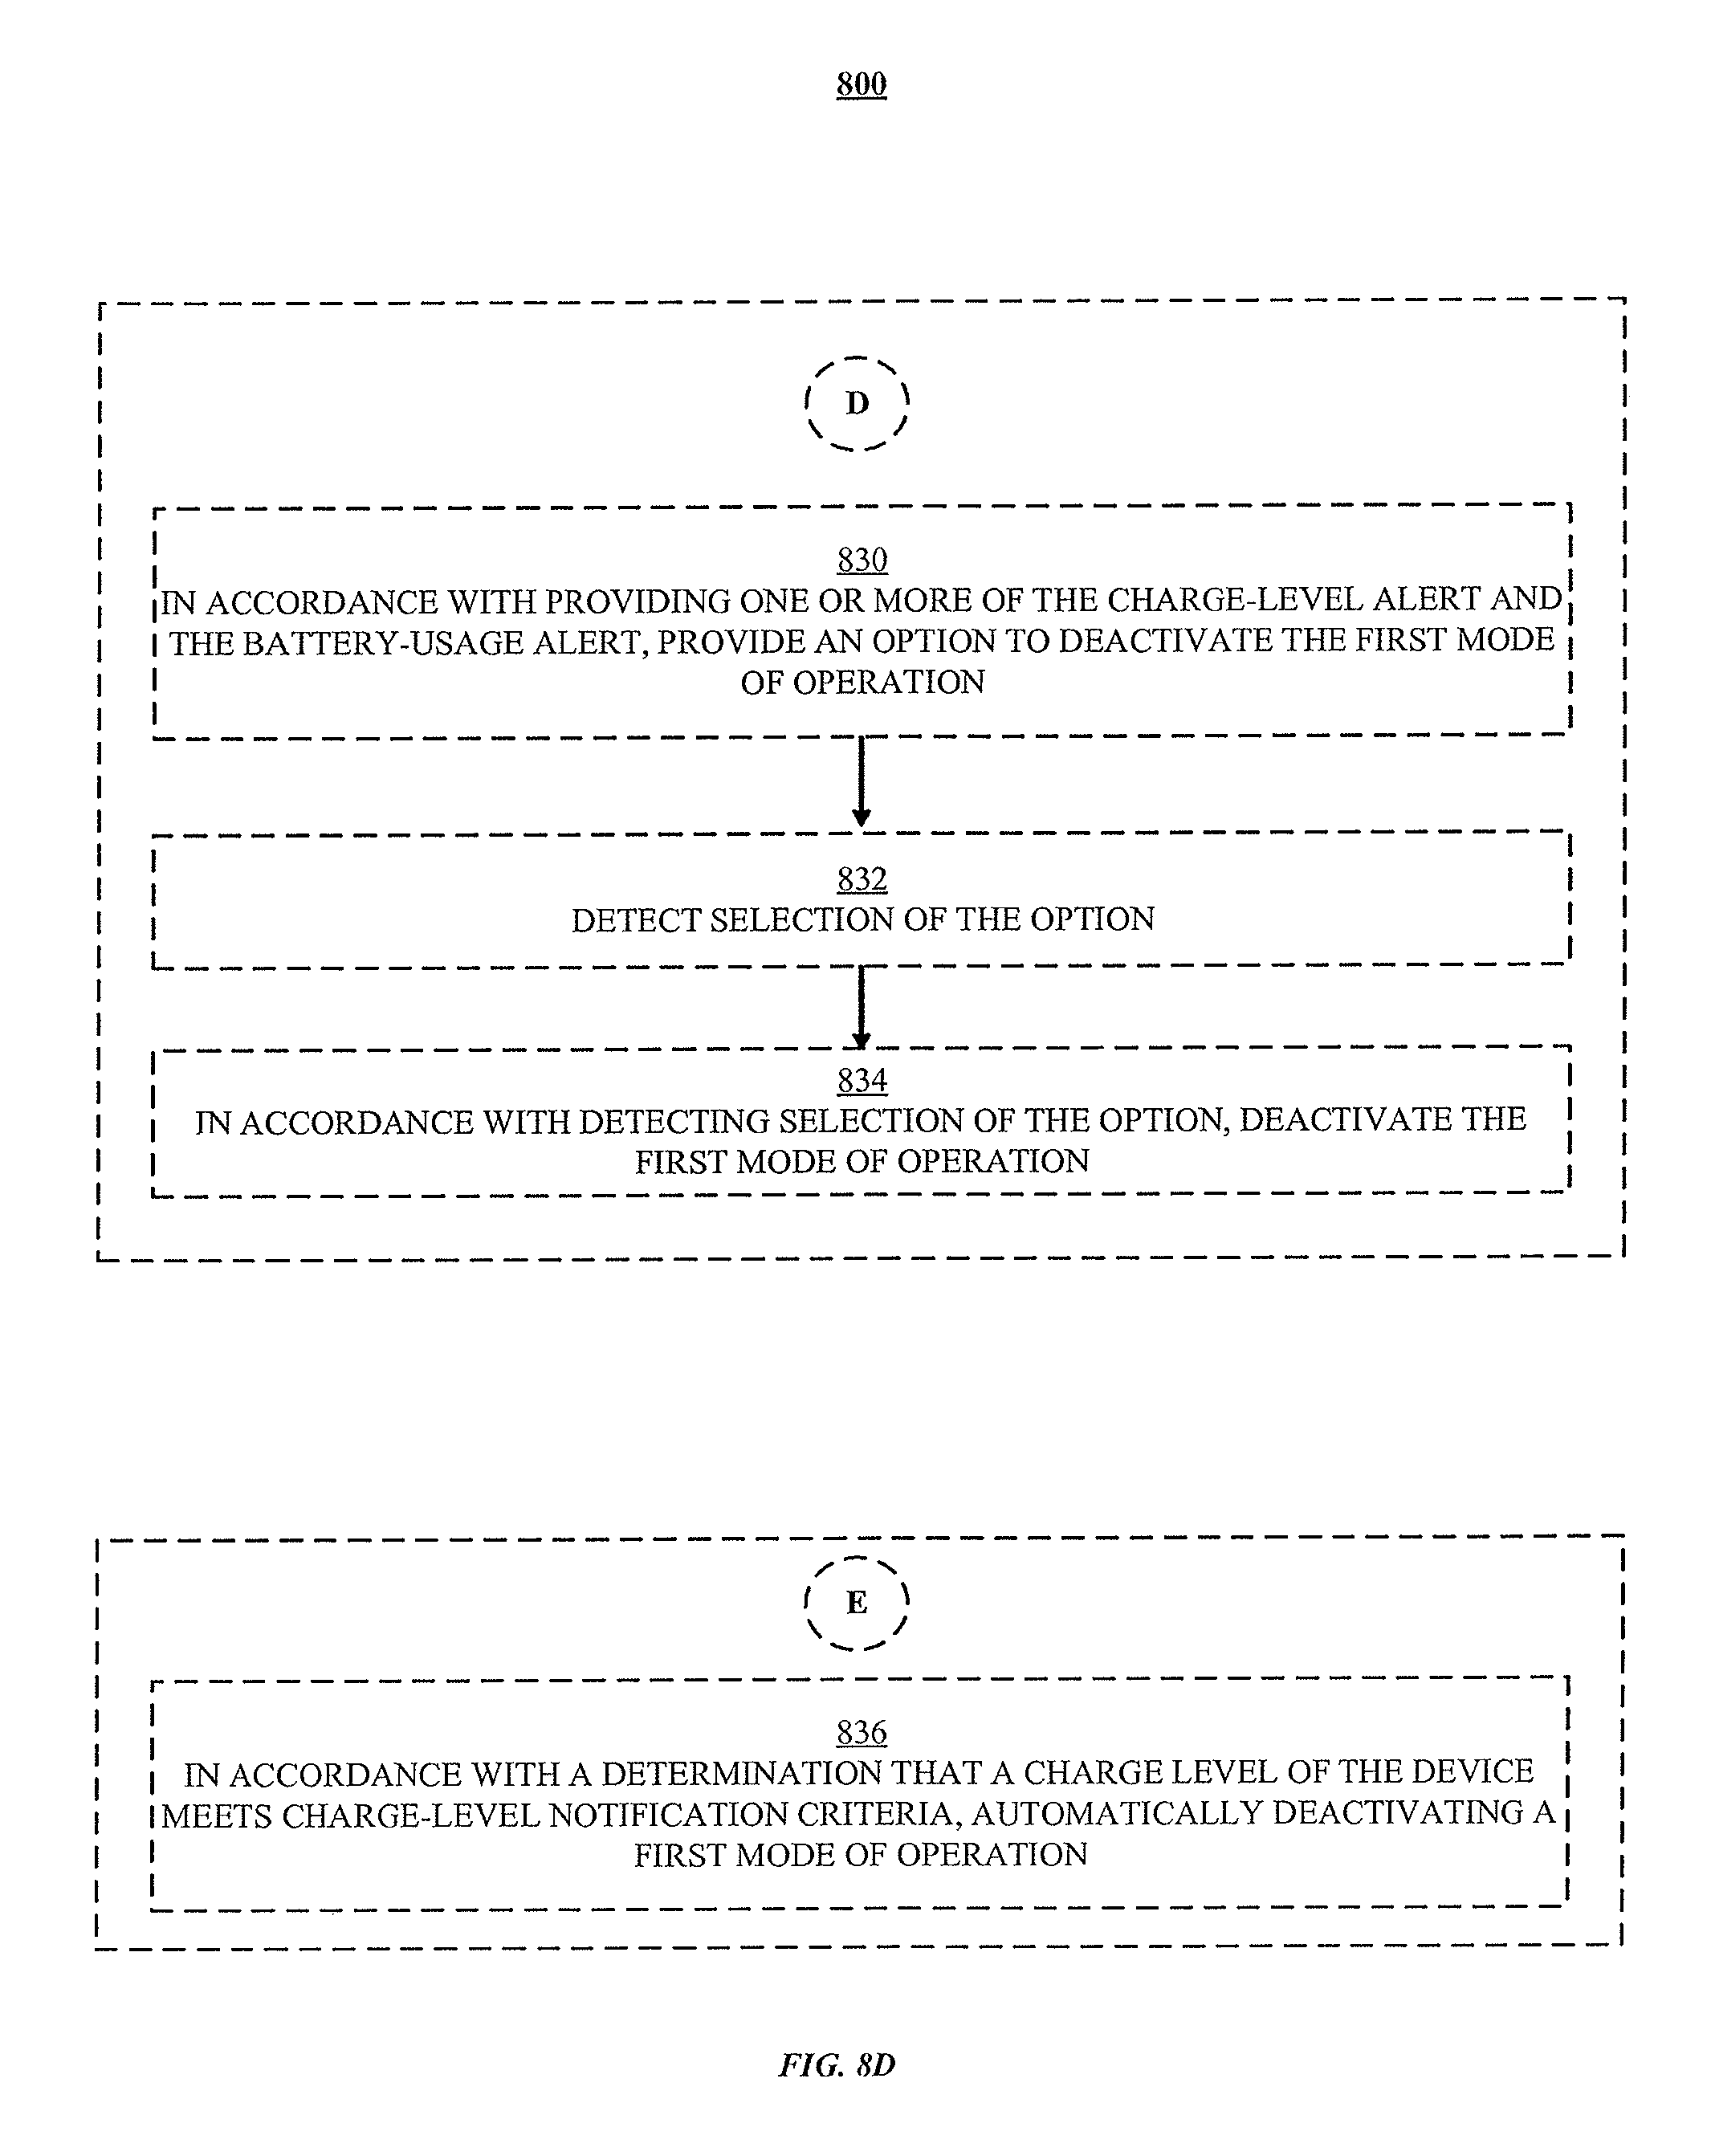 800
D
830
IN ACCORDANCE WITH PROVIDING ONE OR MORE OF THE CHARGE-LEVEL ALERT AND
THE BATTERY-USAGE ALERT, PROVIDE AN OPTION TO DEACTIVATE THE FIRST MODE
OF OPERATION
832
DETECT SELECTION OF THE OPTION
834
IN ACCORDANCE WITH DETECTING SELECTION OF THE OPTION, DEACTIVATE THE
FIRST MODE OF OPERATION
E
836
IN ACCORDANCE WITH A DETERMINATION THAT A CHARGE LEVEL OF THE DEVICE
MEETS CHARGE-LEVEL NOTIFICATION CRITERIA, AUTOMATICALLY DEACTIVATING A
FIRST MODE OF OPERATION
FIG. 8D